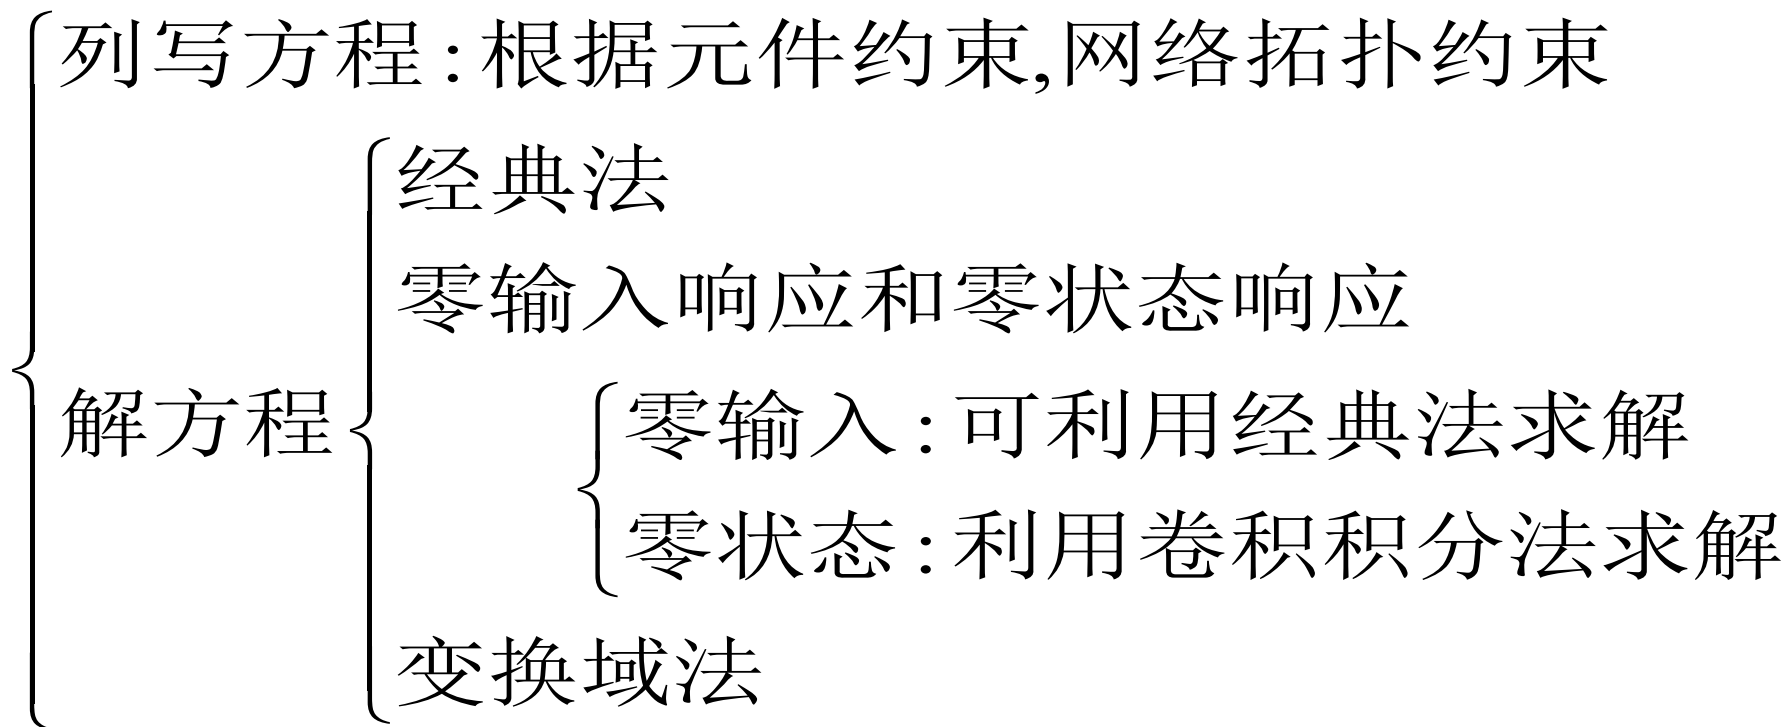 列写方程:根据元件约束,网络拓扑约束
经典法
零输入响应和零状态响应
解方程
零输入:可利用经典法求解
零状态:利用卷积积分法求解
变换域法